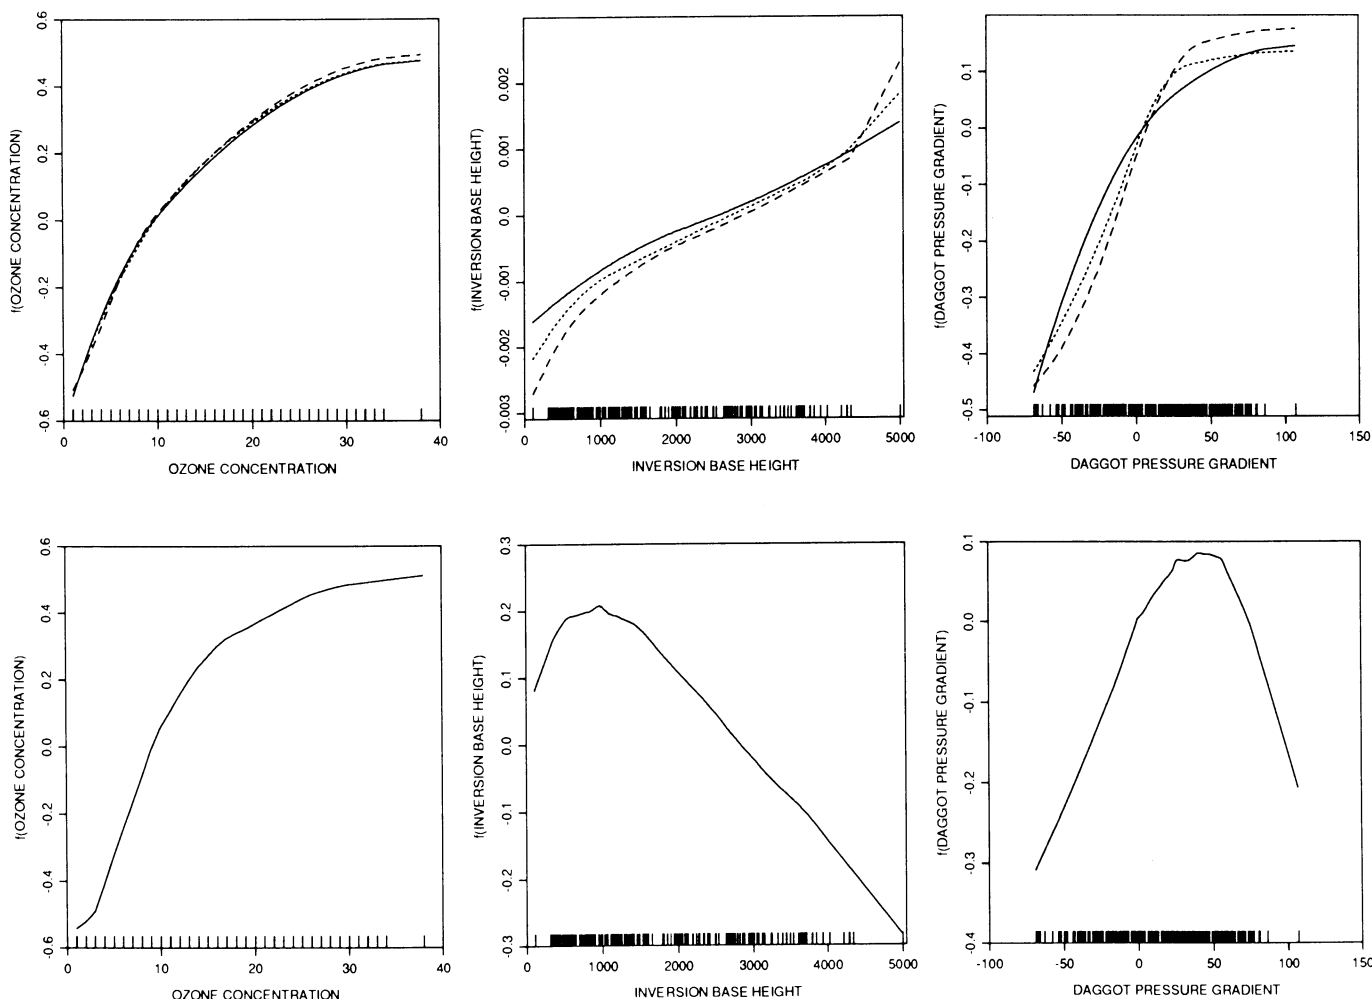 f(OZONE CONCENTRATION)
0.6
0.4
0.2
0.0
-0.2
-0.4
-0.6
0 10 20 30 40
OZONE CONCENTRATION
f(INVERSION BASE HEIGHT)
0.002
0.001
0.0
-0.001
-0.002
-0.003
0 1000 2000 3000 4000 5000
INVERSION BASE HEIGHT
f(DAGGOT PRESSURE GRADIENT)
0.1
0.0
-0.1
-0.2
-0.3
-0.4
-0.5
-100 -50 0 50 100 150
DAGGOT PRESSURE GRADIENT
f(OZONE CONCENTRATION)
0.6
0.4
0.2
0.0
-0.2
-0.4
-0.6
0 10 20 30 40
OZONE CONCENTRATION
f(INVERSION BASE HEIGHT)
0.3
0.2
0.1
0.0
-0.1
-0.2
-0.3
0 1000 2000 3000 4000 5000
INVERSION BASE HEIGHT
f(DAGGOT PRESSURE GRADIENT)
0.1
0.0
-0.1
-0.2
-0.3
-0.4
-100 -50 0 50 100 150
DAGGOT PRESSURE GRADIENT